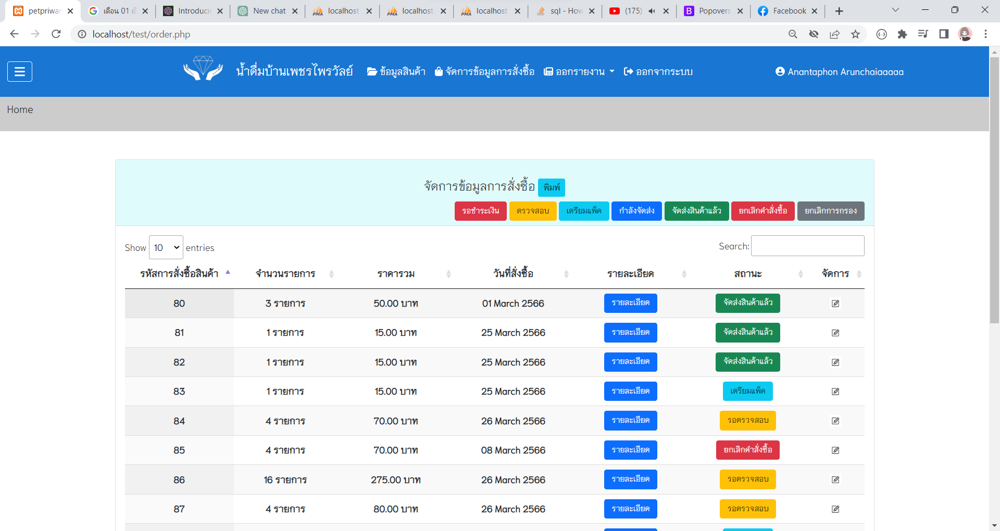 petpriwar
เดือน 01 เป็
Introducin
New chat
localhost
localhost
localhost
sql - How
(175)
Popovers
Facebook
localhost/test/order.php
น้ำดื่มบ้านเพชรไพรวัลย์ ข้อมูลสินค้า จัดการข้อมูลการสั่งซื้อ ออกรายงาน ออกจากระบบ Anantaphon Arunchaiaaaaa
Home
จัดการข้อมูลการสั่งซื้อ พิมพ์
รอชำระเงิน ตรวจสอบ เตรียมแพ็ค กำลังจัดส่ง จัดส่งสินค้าแล้ว ยกเลิกคำสั่งซื้อ ยกเลิกการกรอง
Show 10 entries Search:
รหัสการสั่งซื้อสินค้า จำนวนรายการ ราคารวม วันที่สั่งซื้อ รายละเอียด สถานะ จัดการ
80 3 รายการ 50.00 บาท 01 March 2566 รายละเอียด จัดส่งสินค้าแล้ว
81 1 รายการ 15.00 บาท 25 March 2566 รายละเอียด จัดส่งสินค้าแล้ว
82 1 รายการ 15.00 บาท 25 March 2566 รายละเอียด จัดส่งสินค้าแล้ว
83 1 รายการ 15.00 บาท 25 March 2566 รายละเอียด เตรียมแพ็ค
84 4 รายการ 70.00 บาท 26 March 2566 รายละเอียด รอตรวจสอบ
85 4 รายการ 70.00 บาท 08 March 2566 รายละเอียด ยกเลิกคำสั่งซื้อ
86 16 รายการ 275.00 บาท 26 March 2566 รายละเอียด รอตรวจสอบ
87 4 รายการ 80.00 บาท 26 March 2566 รายละเอียด รอตรวจสอบ